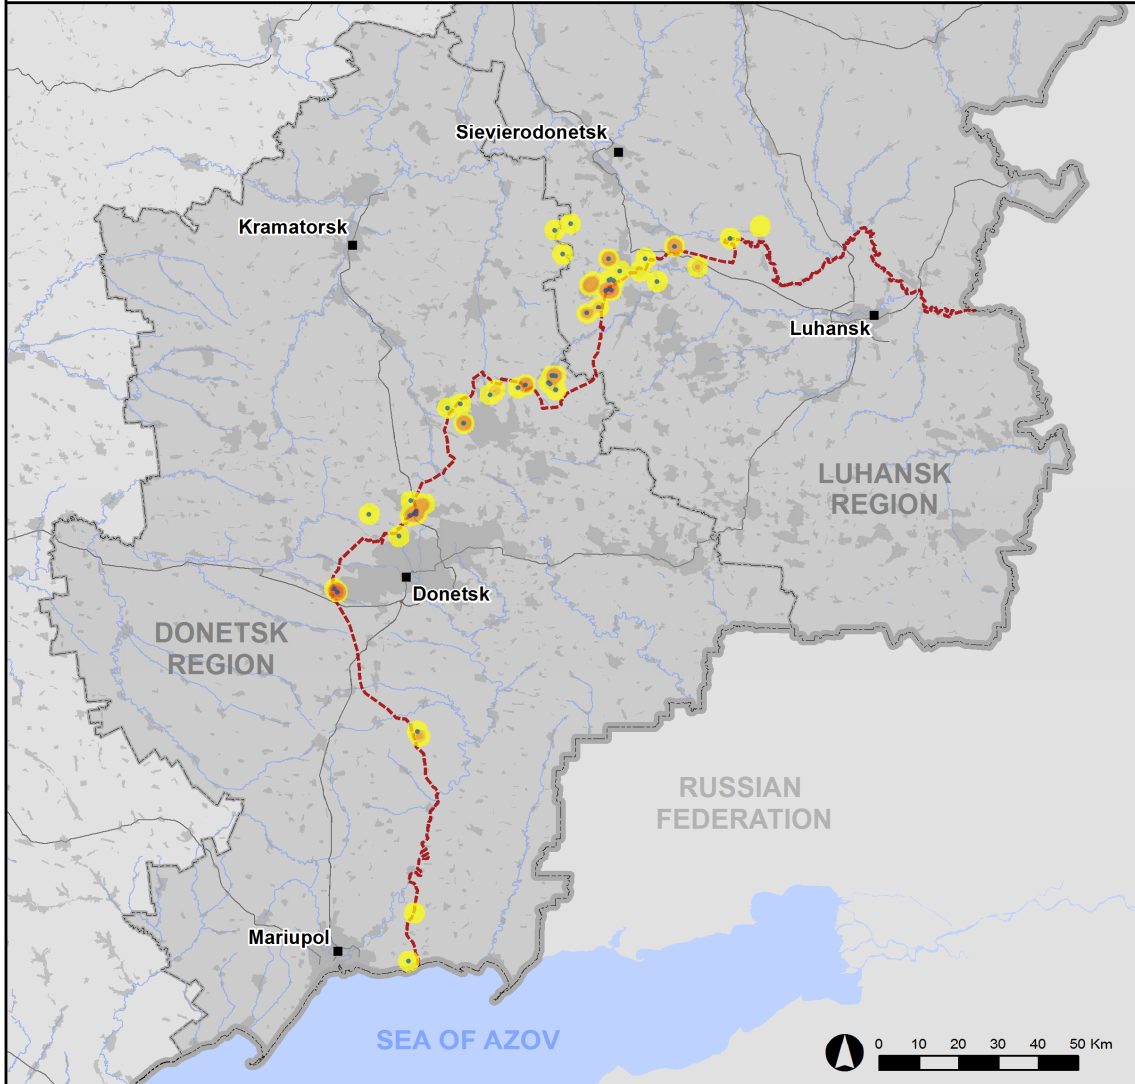 Sievierodonetsk
Kramatorsk
Luhansk
LUHANSK
REGION
Donetsk
DONETSK
REGION
RUSSIAN
FEDERATION
Mariupol
SEA OF AZOV
0 10 20 30 40 50 Km